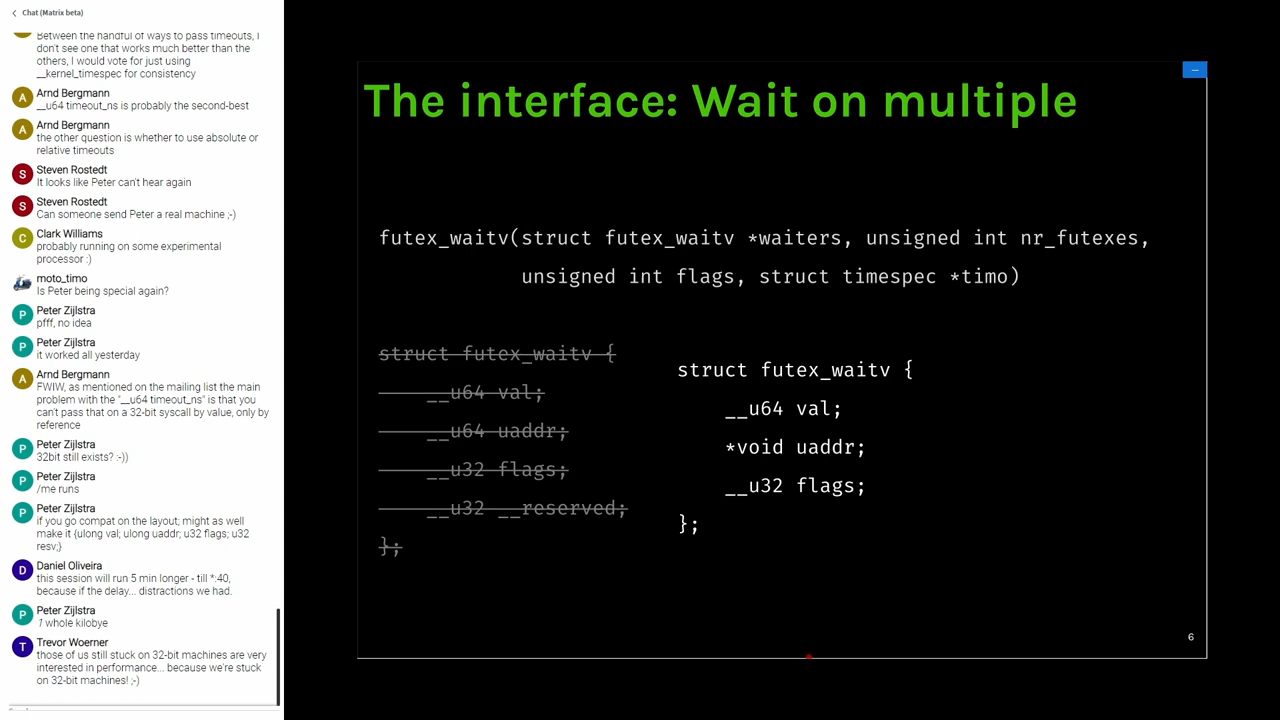 Chat (Matrix beta)
Between the handful of ways to pass timeouts, I
don't see one that works much better than the
others, I would vote for just using
__kernel_timespec for consistency
A
Arnd Bergmann
__u64 timeout_ns is probably the second-best
A
Arnd Bergmann
the other question is whether to use absolute or
relative timeouts
S
Steven Rostedt
It looks like Peter can't hear again
S
Steven Rostedt
Can someone send Peter a real machine ;-)
C
Clark Williams
probably running on some experimental
processor :)
moto_timo
Is Peter being special again?
P
Peter Zijlstra
pfff, no idea
P
Peter Zijlstra
it worked all yesterday
A
Arnd Bergmann
FWIW, as mentioned on the mailing list the main
problem with the "__u64 timeout_ns" is that you
can't pass that on a 32-bit syscall by value, only by
reference
P
Peter Zijlstra
32bit still exists? :-))
P
Peter Zijlstra
/me runs
P
Peter Zijlstra
if you go compat on the layout; might as well
make it {ulong val; ulong uaddr; u32 flags; u32
resv;}
D
Daniel Oliveira
this session will run 5 min longer - till *:40,
because if the delay... distractions we had.
P
Peter Zijlstra
1 whole kilobye
T
Trevor Woerner
those of us still stuck on 32-bit machines are very
interested in performance... because we're stuck
on 32-bit machines! ;-)
The interface: Wait on multiple
futex_waitv(struct futex_waitv *waiters, unsigned int nr_futexes,
unsigned int flags, struct timespec *timo)
struct futex_waitv {
__u64 val;
__u64 uaddr;
__u32 flags;
__u32 __reserved;
};
struct futex_waitv {
__u64 val;
*void uaddr;
__u32 flags;
};
6